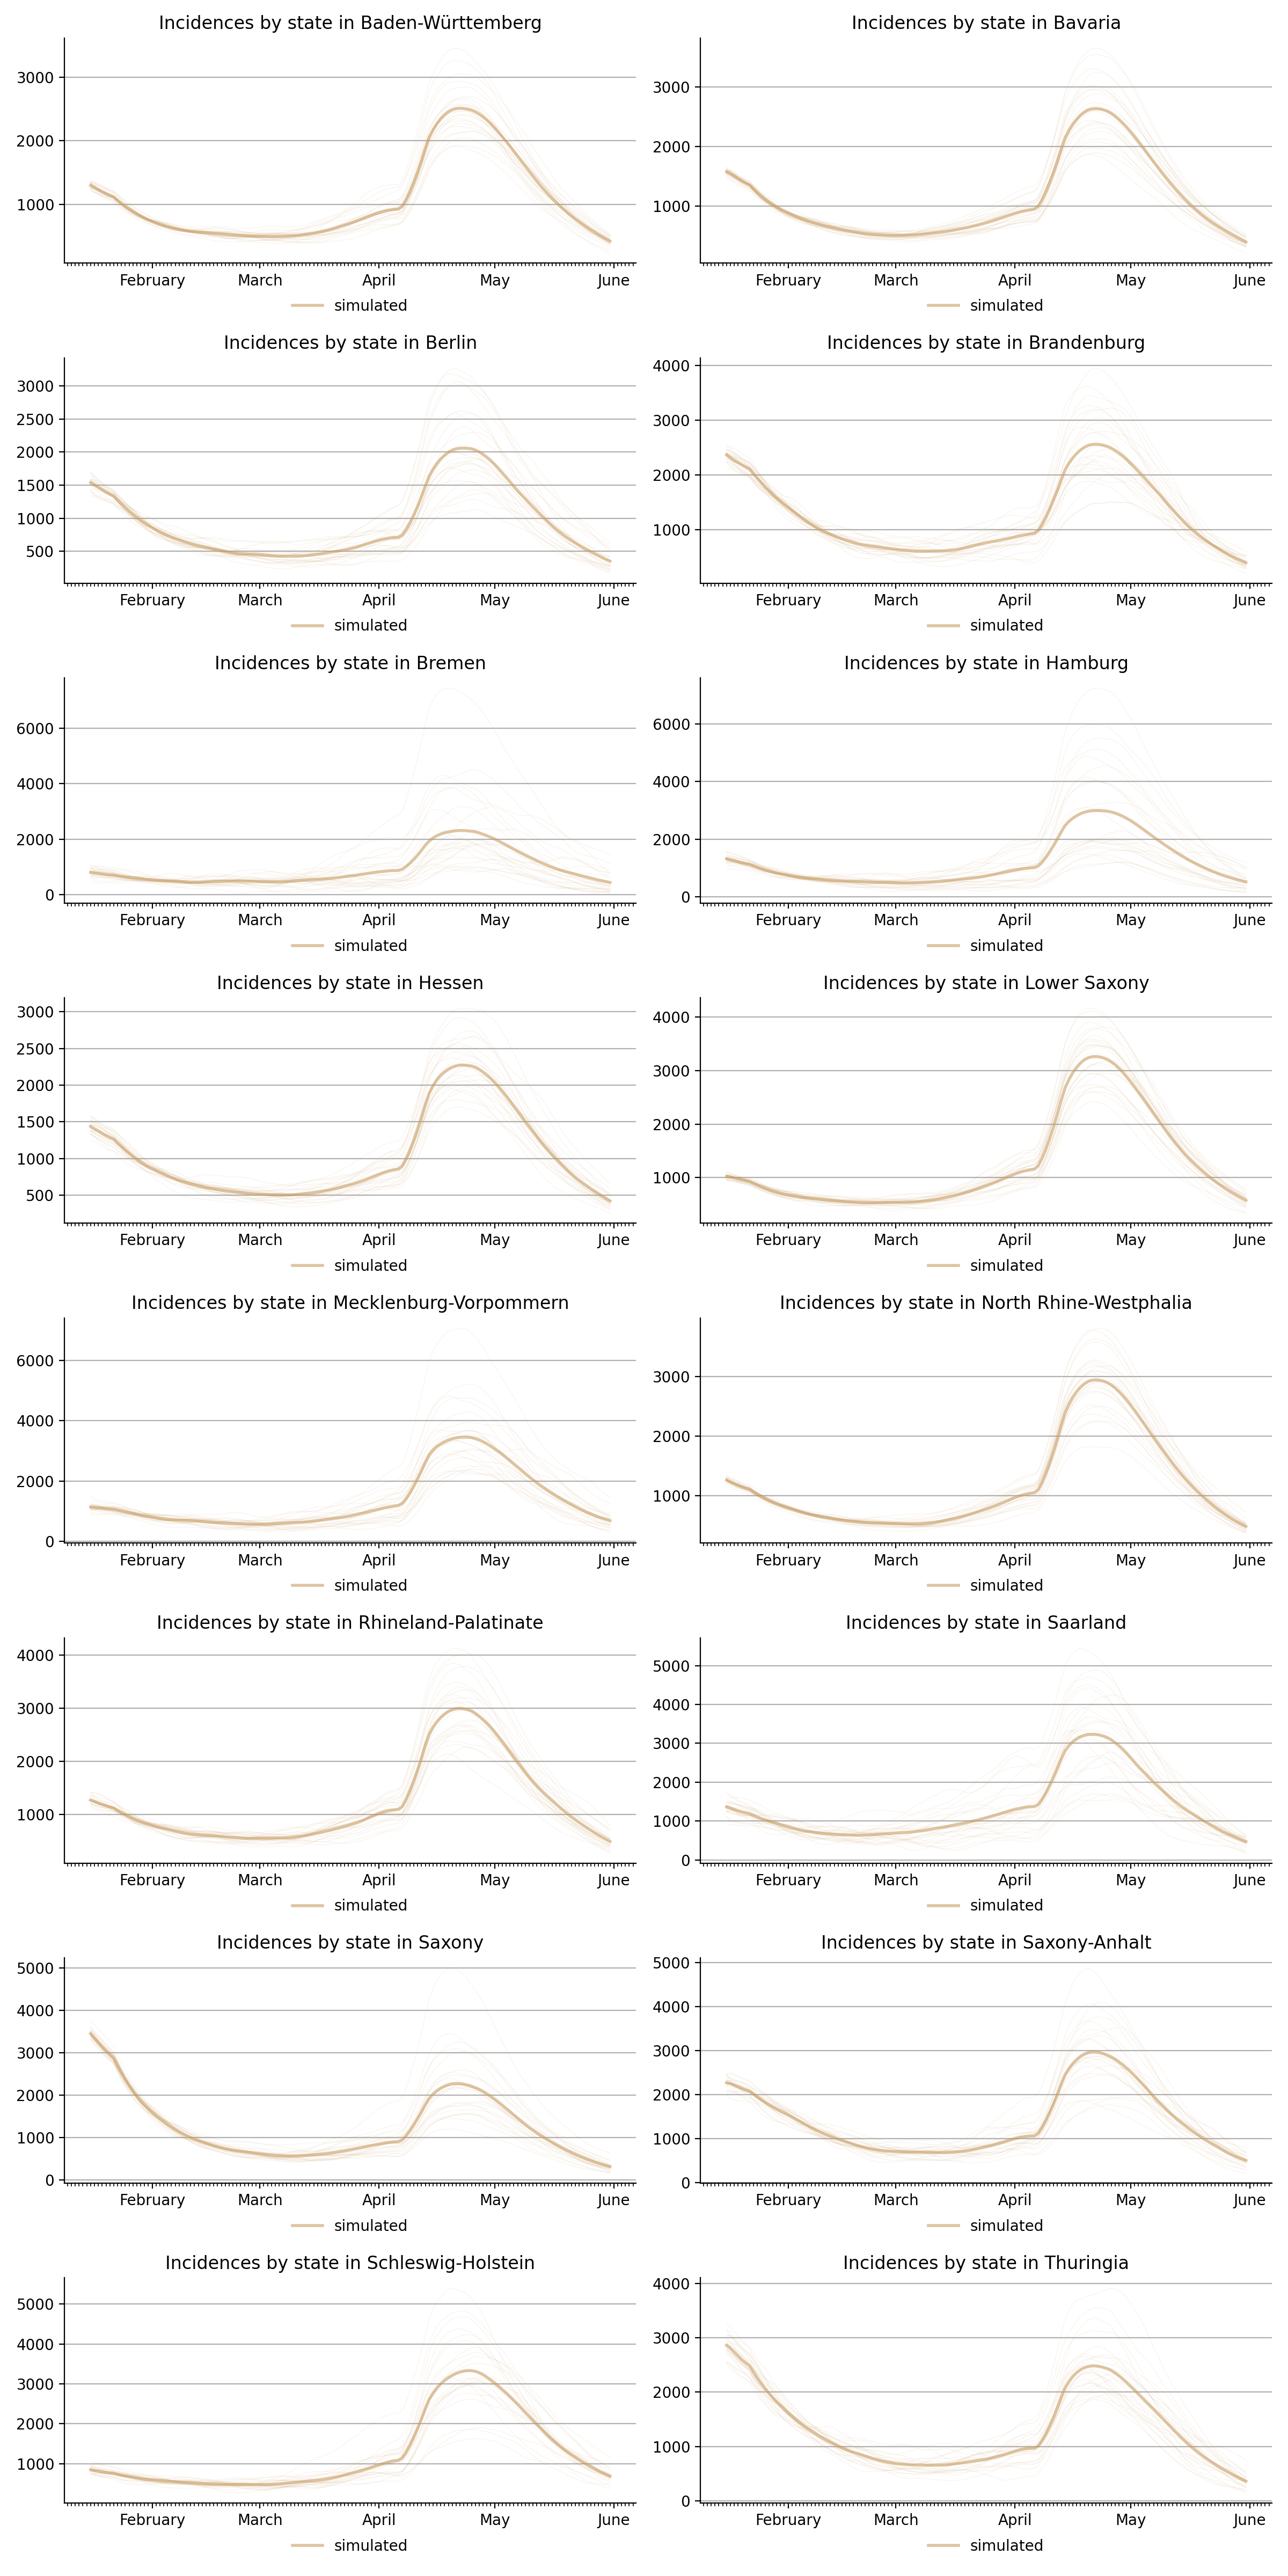 Incidences by state in Baden-Württemberg
3000
2000
1000
February March April May June
simulated
Incidences by state in Bavaria
3000
2000
1000
February March April May June
simulated
Incidences by state in Berlin
3000
2500
2000
1500
1000
500
February March April May June
simulated
Incidences by state in Brandenburg
4000
3000
2000
1000
February March April May June
simulated
Incidences by state in Bremen
6000
4000
2000
0
February March April May June
simulated
Incidences by state in Hamburg
6000
4000
2000
0
February March April May June
simulated
Incidences by state in Hessen
3000
2500
2000
1500
1000
500
February March April May June
simulated
Incidences by state in Lower Saxony
4000
3000
2000
1000
February March April May June
simulated
Incidences by state in Mecklenburg-Vorpommern
6000
4000
2000
0
February March April May June
simulated
Incidences by state in North Rhine-Westphalia
3000
2000
1000
February March April May June
simulated
Incidences by state in Rhineland-Palatinate
4000
3000
2000
1000
February March April May June
simulated
Incidences by state in Saarland
5000
4000
3000
2000
1000
0
February March April May June
simulated
Incidences by state in Saxony
5000
4000
3000
2000
1000
0
February March April May June
simulated
Incidences by state in Saxony-Anhalt
5000
4000
3000
2000
1000
0
February March April May June
simulated
Incidences by state in Schleswig-Holstein
5000
4000
3000
2000
1000
February March April May June
simulated
Incidences by state in Thuringia
4000
3000
2000
1000
0
February March April May June
simulated